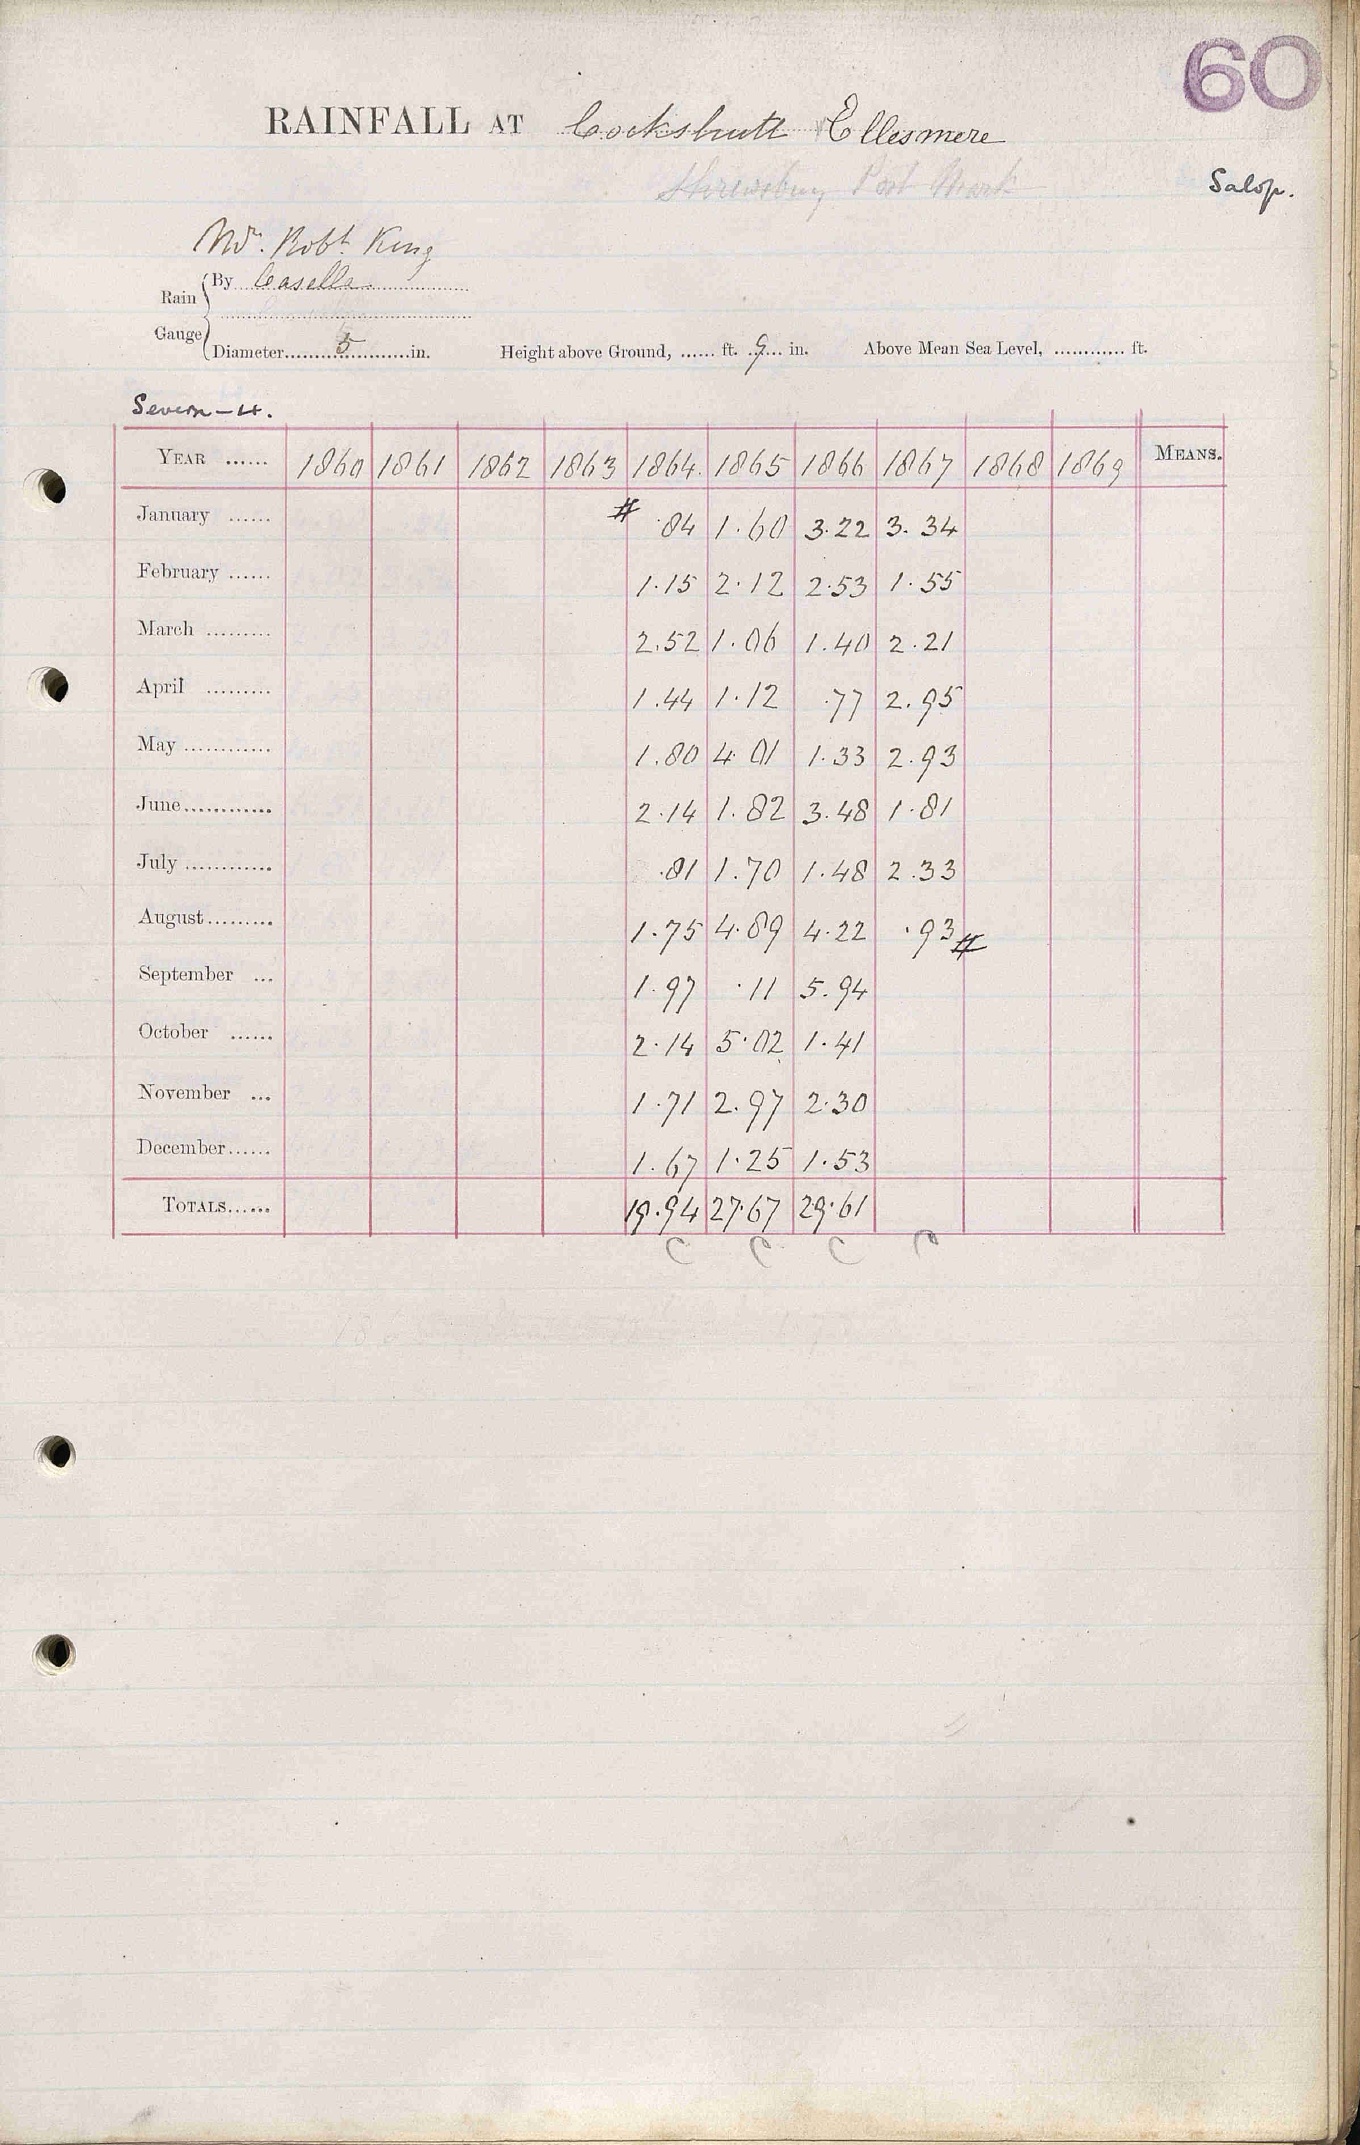 60
RAINFALL AT Cockshutt Ellesmere
Shrewsbury Post Mark
Salop.
Mr. Robt. King
Rain Gauge { By Casella
Diameter 5 in. Height above Ground, ...... ft. 9 in. Above Mean Sea Level, ............ ft.
Severn - 4.
YEAR ...... 1860 1861 1862 1863 1864 1865 1866 1867 1868 1869 MEANS.
January ...... # .84 1.60 3.22 3.34
February ...... 1.15 2.12 2.53 1.55
March ......... 2.52 1.06 1.40 2.21
April ......... 1.44 1.12 .77 2.95
May ............ 1.80 4.01 1.33 2.93
June............ 2.14 1.82 3.48 1.81
July ............ .81 1.70 1.48 2.33
August......... 1.75 4.89 4.22 .93 #
September ... 1.97 .11 5.94
October ...... 2.14 5.02 1.41
November ... 1.71 2.97 2.30
December...... 1.67 1.25 1.53
TOTALS...... 19.94 27.67 29.61
C C C C